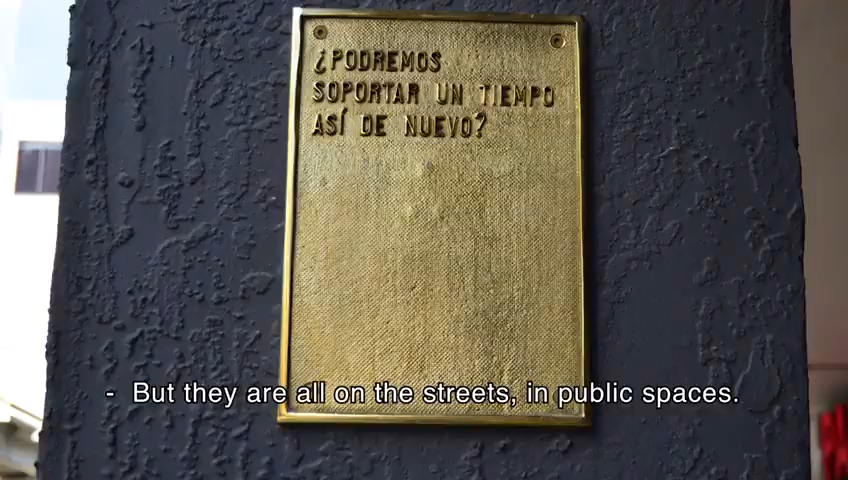 ¿PODREMOS
SOPORTAR UN TIEMPO
ASÍ DE NUEVO?
- But they are all on the streets, in public spaces.